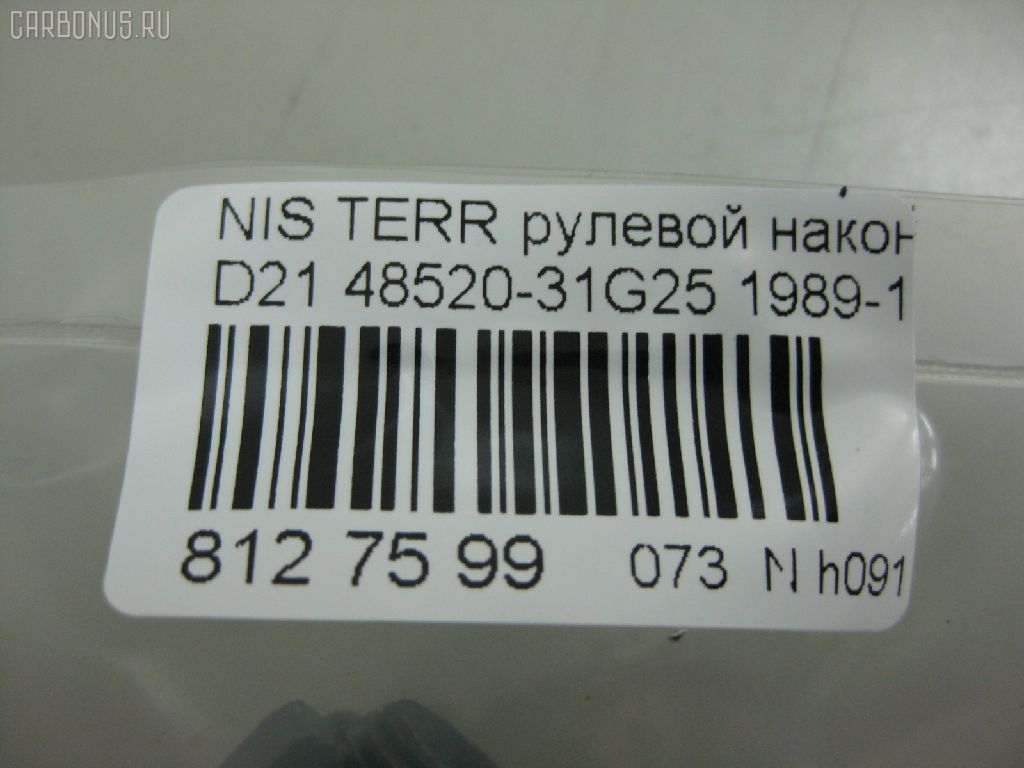 CARBONUS.RU
NIS TERR рулевой након
D21 48520-31G25 1989-1
812 75 99 073 N h091